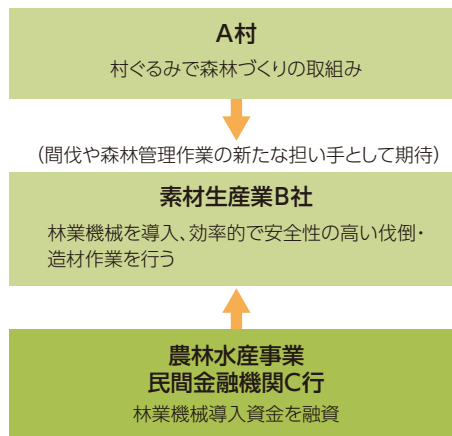 A村
村ぐるみで森林づくりの取組み
(間伐や森林管理作業の新たな担い手として期待)
素材生産業B社
林業機械を導入、効率的で安全性の高い伐倒・
造材作業を行う
農林水産事業
民間金融機関C行
林業機械導入資金を融資